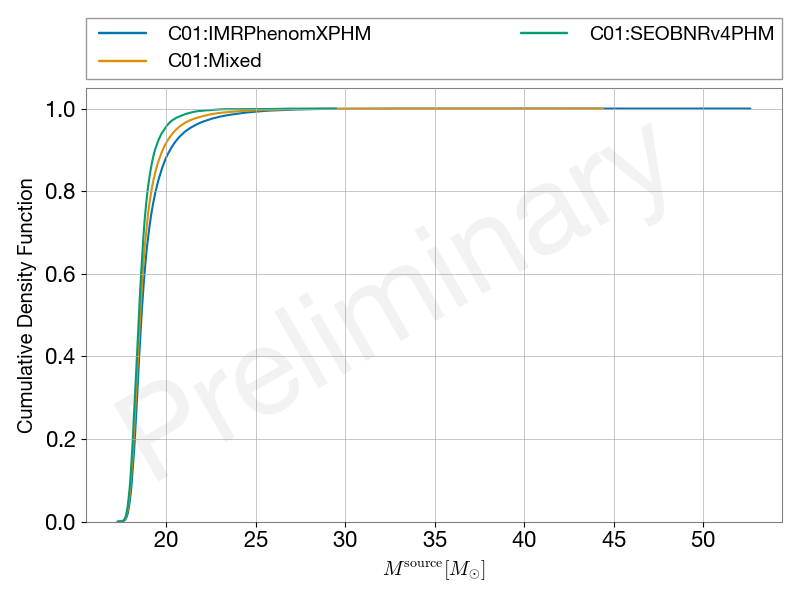 C01:IMRPhenomXPHM
C01:Mixed
C01:SEOBNRv4PHM
Cumulative Density Function
1.0
0.8
0.6
0.4
0.2
0.0
Preliminary
20 25 30 35 40 45 50
M^source [M_⊙]